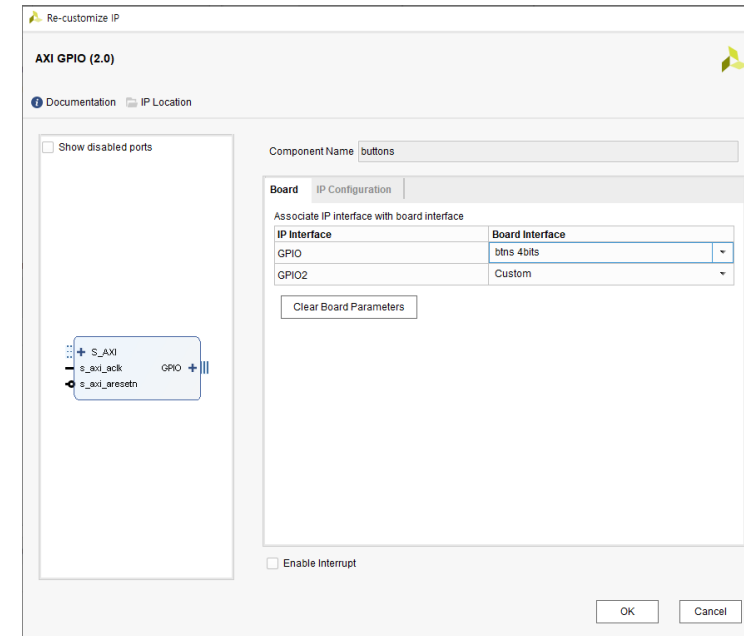 Re-customize IP
AXI GPIO (2.0)
Documentation IP Location
Show disabled ports
S_AXI
s_axi_aclk GPIO
s_axi_aresetn
Component Name buttons
Board IP Configuration
Associate IP interface with board interface
IP Interface Board Interface
GPIO btns 4bits
GPIO2 Custom
Clear Board Parameters
Enable Interrupt
OK Cancel